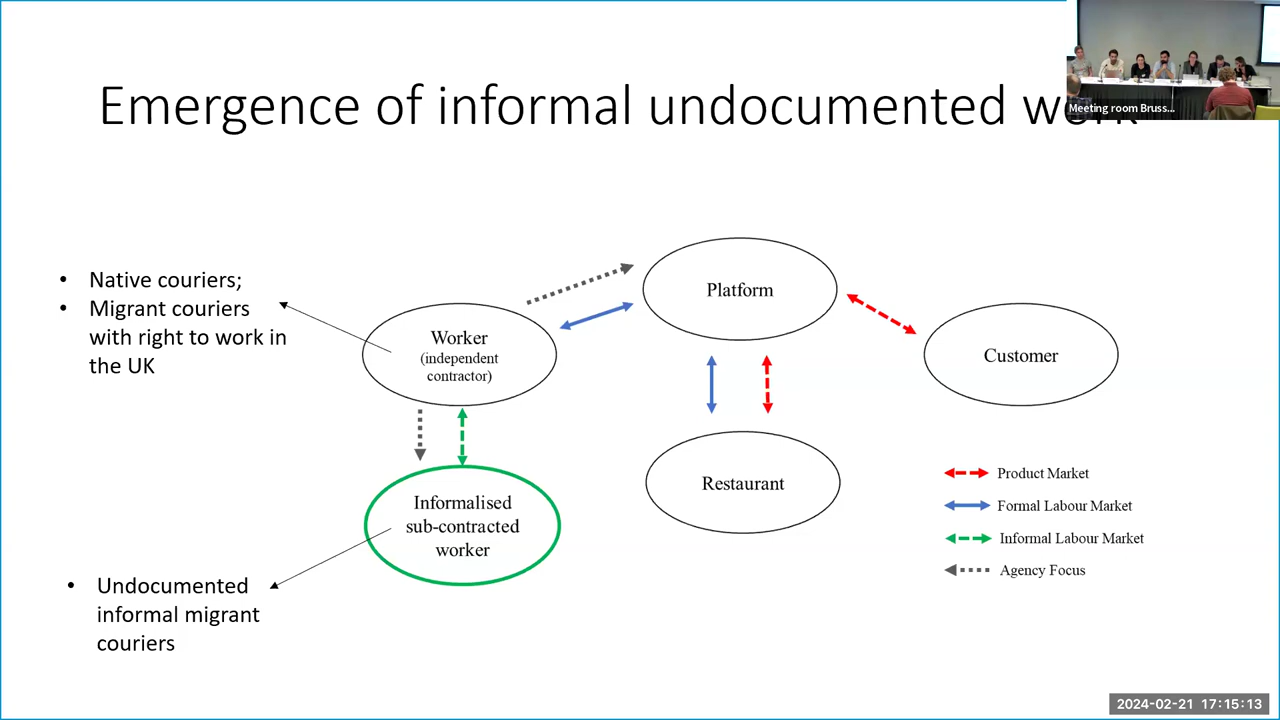 Emergence of informal undocumented work
Meeting room Bruss...
• Native couriers;
• Migrant couriers
with right to work in
the UK
Platform
Worker
(independent
contractor)
Customer
Restaurant
Informalised
sub-contracted
worker
• Undocumented
informal migrant
couriers
Product Market
Formal Labour Market
Informal Labour Market
Agency Focus
2024-02-21 17:15:13